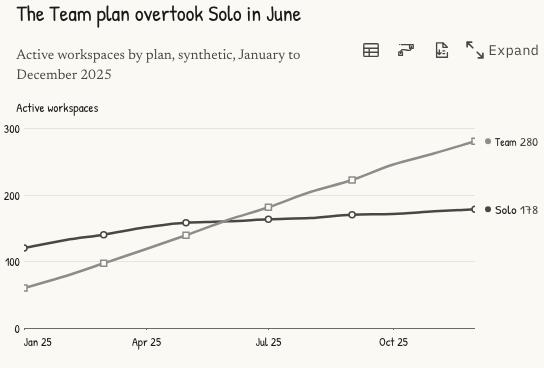 The Team plan overtook Solo in June
Active workspaces by plan, synthetic, January to
December 2025
Expand
Active workspaces
300
Team 280
200
Solo 178
100
0
Jan 25 Apr 25 Jul 25 Oct 25